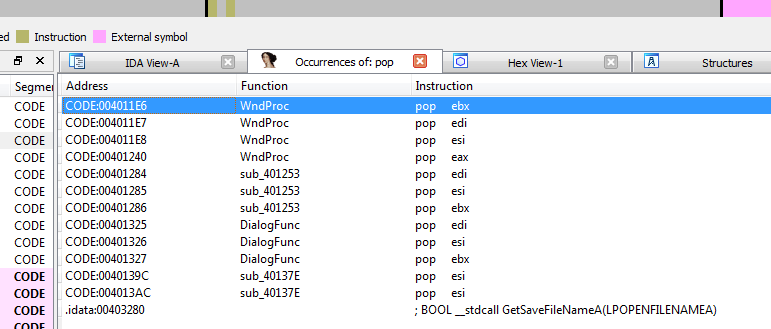 ed Instruction External symbol
IDA View-A Occurrences of: pop Hex View-1 Structures
Segme Address Function Instruction
CODE CODE:004011E6 WndProc pop ebx
CODE CODE:004011E7 WndProc pop edi
CODE CODE:004011E8 WndProc pop esi
CODE CODE:00401240 WndProc pop eax
CODE CODE:00401284 sub_401253 pop edi
CODE CODE:00401285 sub_401253 pop esi
CODE CODE:00401286 sub_401253 pop ebx
CODE CODE:00401325 DialogFunc pop edi
CODE CODE:00401326 DialogFunc pop esi
CODE CODE:00401327 DialogFunc pop ebx
CODE CODE:0040139C sub_40137E pop esi
CODE CODE:004013AC sub_40137E pop esi
CODE .idata:00403280 ; BOOL __stdcall GetSaveFileNameA(LPOPENFILENAMEA)
CODE